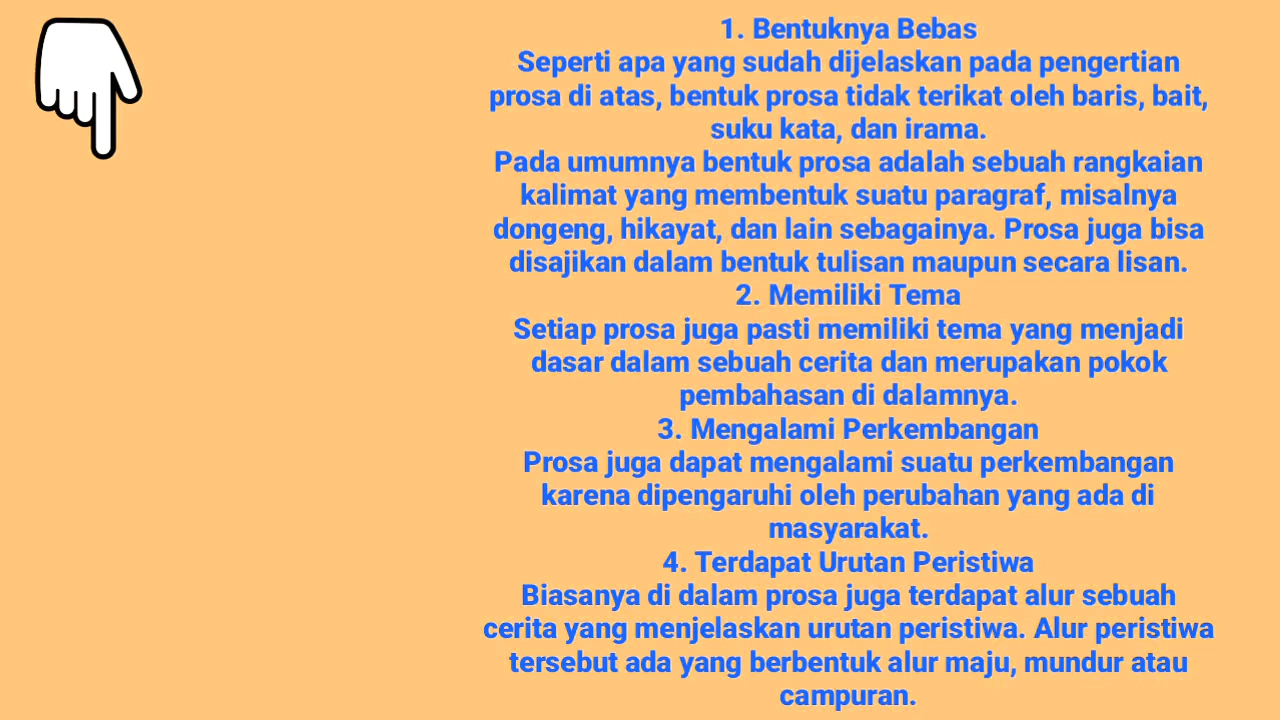 1. Bentuknya Bebas
Seperti apa yang sudah dijelaskan pada pengertian
prosa di atas, bentuk prosa tidak terikat oleh baris, bait,
suku kata, dan irama.
Pada umumnya bentuk prosa adalah sebuah rangkaian
kalimat yang membentuk suatu paragraf, misalnya
dongeng, hikayat, dan lain sebagainya. Prosa juga bisa
disajikan dalam bentuk tulisan maupun secara lisan.
2. Memiliki Tema
Setiap prosa juga pasti memiliki tema yang menjadi
dasar dalam sebuah cerita dan merupakan pokok
pembahasan di dalamnya.
3. Mengalami Perkembangan
Prosa juga dapat mengalami suatu perkembangan
karena dipengaruhi oleh perubahan yang ada di
masyarakat.
4. Terdapat Urutan Peristiwa
Biasanya di dalam prosa juga terdapat alur sebuah
cerita yang menjelaskan urutan peristiwa. Alur peristiwa
tersebut ada yang berbentuk alur maju, mundur atau
campuran.